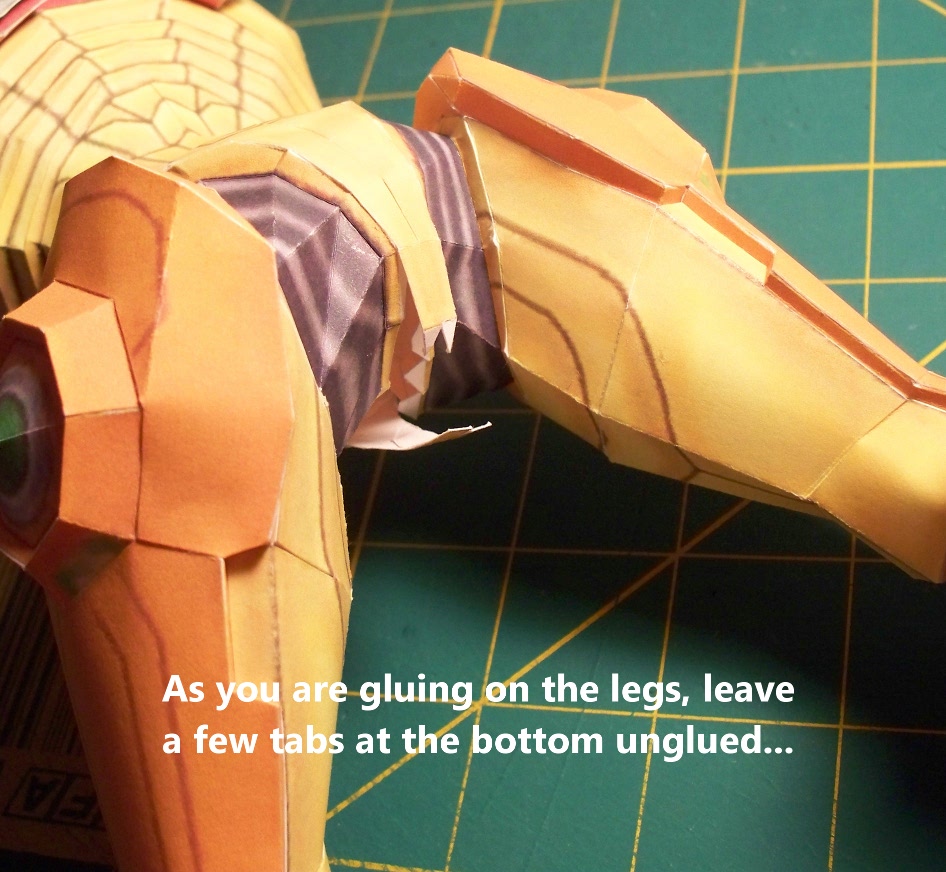 As you are gluing on the legs, leave
a few tabs at the bottom unglued...